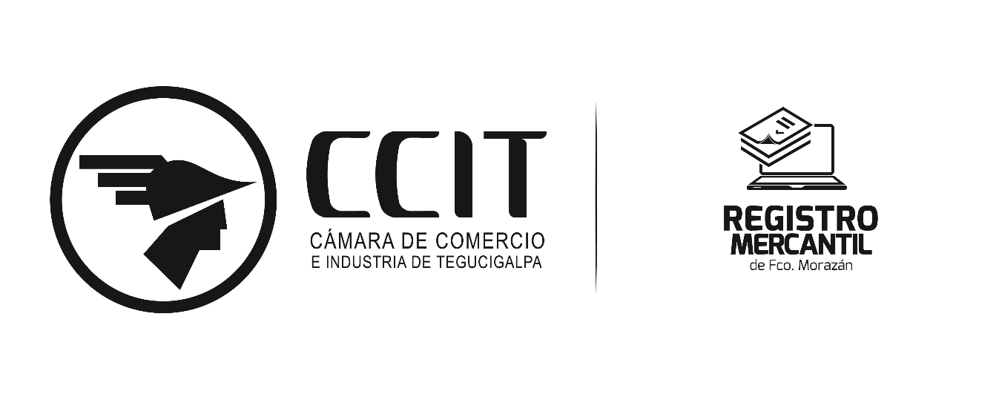 CCIT
CÁMARA DE COMERCIO
E INDUSTRIA DE TEGUCIGALPA
REGISTRO
MERCANTIL
de Fco. Morazán